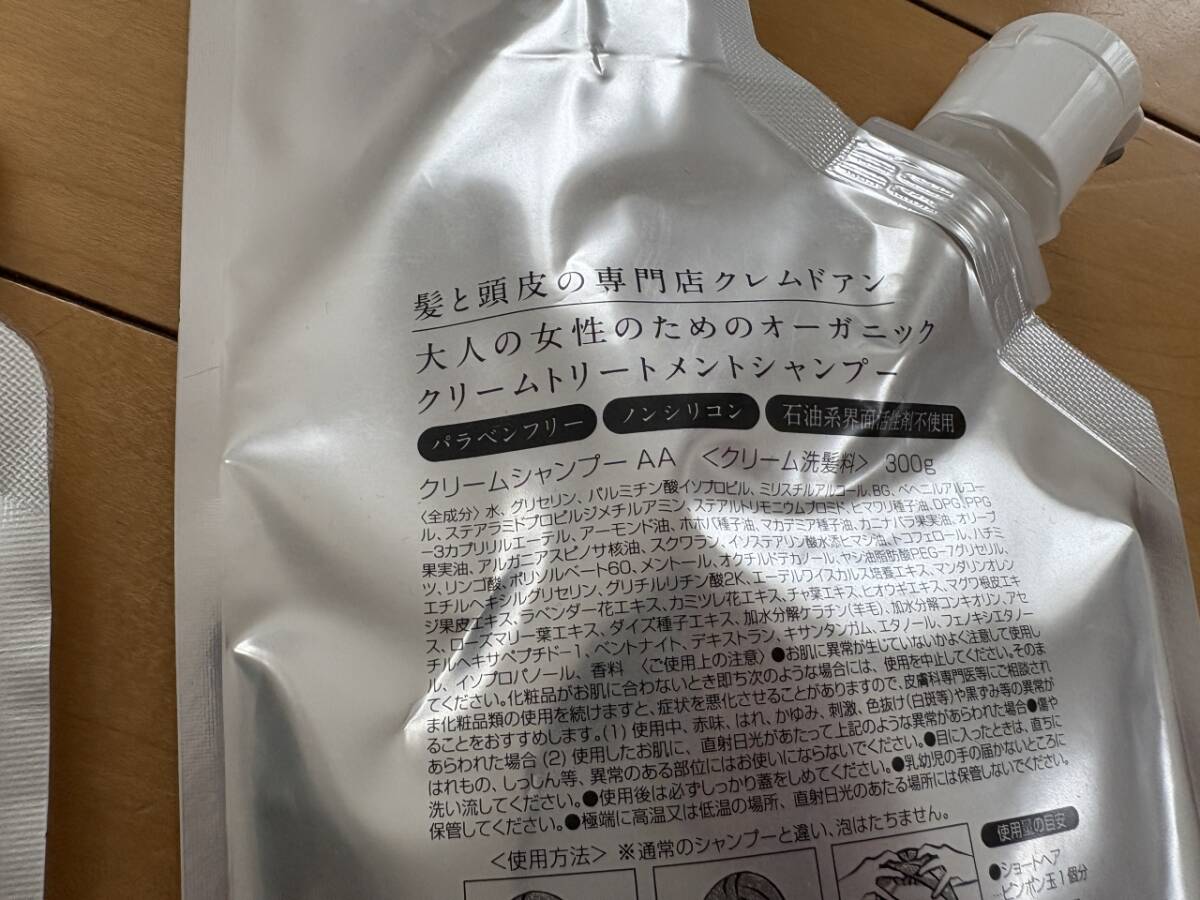 髪と頭皮の専門店クレムドアン
大人の女性のためのオーガニック
クリームトリートメントシャンプー
パラベンフリー ノンシリコン 石油系界面活性剤不使用
クリームシャンプーAA 〈クリーム洗髪料〉 300g
〈全成分〉水、グリセリン、パルミチン酸イソプロピル、ミリスチルアルコール、BG、ベヘニルアルコー
ル、ステアラミドプロピルジメチルアミン、ステアルトリモニウムブロミド、ヒマワリ種子油、DPG、PPG
-3カプリリルエーテル、アーモンド油、ホホバ種子油、マカデミア種子油、カニナバラ果実油、オリーブ
果実油、アルガニアスピノサ核油、スクワラン、イソステアリン酸水添ヒマシ油、トコフェロール、ハチミ
ツ、リンゴ酸、ポリソルベート60、メントール、オクチルドデカノール、ヤシ油脂肪酸PEG-7グリセリル、
エチルヘキシルグリセリン、グリチルリチン酸2K、エーデルワイスカルス培養エキス、マンダリンオレン
ジ果皮エキス、ラベンダー花エキス、カミツレ花エキス、チャ葉エキス、ヒオウギエキス、マグワ根皮エキ
ス、ローズマリー葉エキス、ダイズ種子エキス、加水分解ケラチン(羊毛)、加水分解コンキオリン、アセ
チルヘキサペプチド-1、ベントナイト、デキストラン、キサンタンガム、エタノール、フェノキシエタノー
ル、イソプロパノール、香料 〈ご使用上の注意〉●お肌に異常が生じていないかよく注意して使用し
てください。化粧品がお肌に合わないとき即ち次のような場合には、使用を中止してください。そのま
ま化粧品類の使用を続けますと、症状を悪化させることがありますので、皮膚科専門医等にご相談され
ることをおすすめします。(1) 使用中、赤味、はれ、かゆみ、刺激、色抜け(白斑等)や黒ずみ等の異常が
あらわれた場合 (2) 使用したお肌に、直射日光があたって上記のような異常があらわれた場合●傷や
はれもの、しっしん等、異常のある部位にはお使いにならないでください。●目に入ったときは、直ちに
洗い流してください。●使用後は必ずしっかり蓋をしめてください。●乳幼児の手の届かないところに
保管してください。●極端に高温又は低温の場所、直射日光のあたる場所には保管しないでください。
〈使用方法〉※通常のシャンプーと違い、泡はたちません。
使用量の目安
●ショートヘア
ピンポン玉1個分